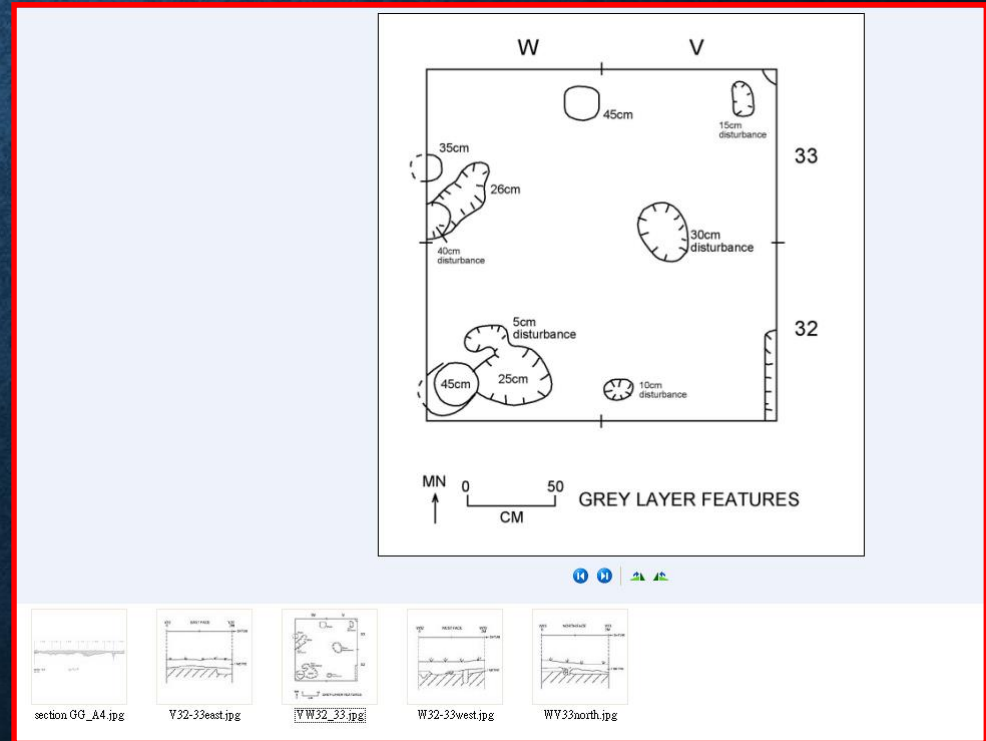 W V
45cm
15cm
disturbance
33
35cm
26cm
40cm
disturbance
30cm
disturbance
32
5cm
disturbance
45cm
25cm
10cm
disturbance
MN
0 50
CM
GREY LAYER FEATURES
section GG_A4.jpg
V32-33east.jpg
VW32_33.jpg
W32-33west.jpg
WV33north.jpg